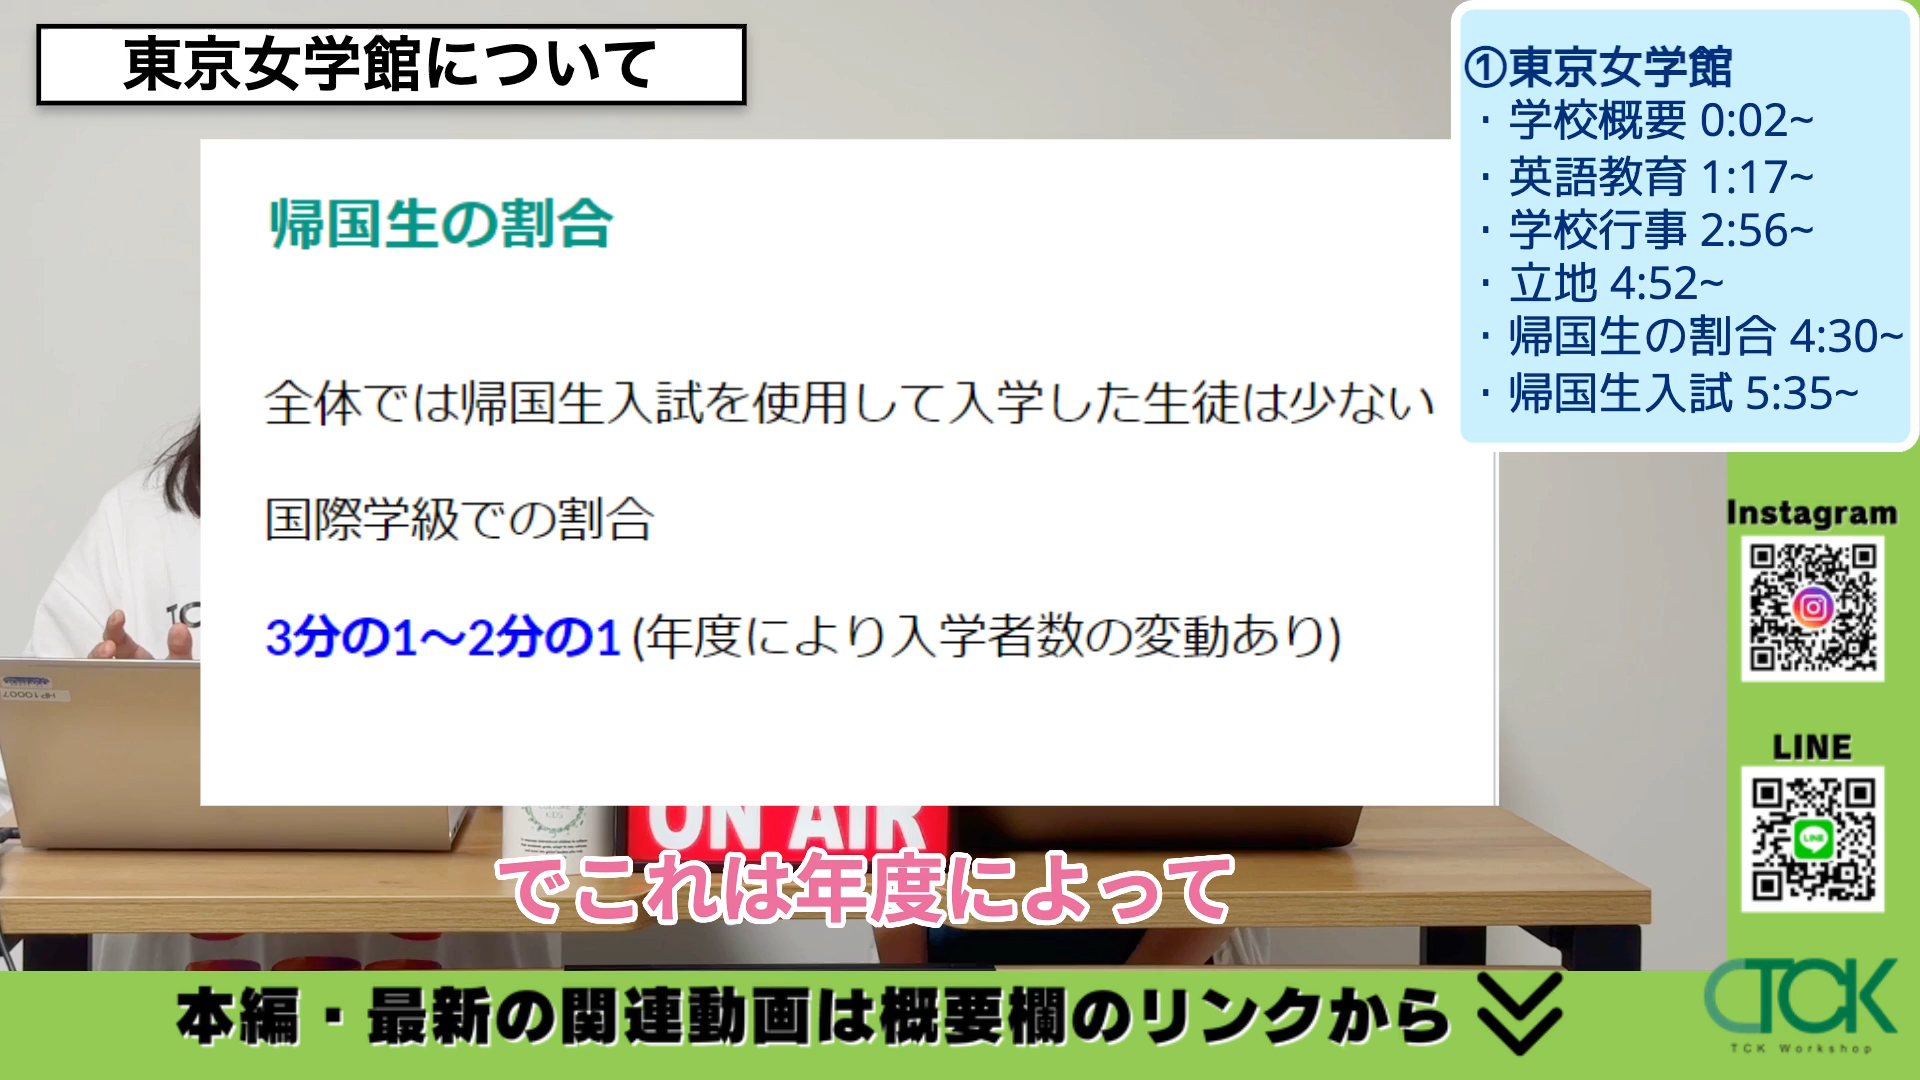 東京女学館について
①東京女学館
・学校概要 0:02~
・英語教育 1:17~
・学校行事 2:56~
・立地 4:52~
・帰国生の割合 4:30~
・帰国生入試 5:35~
帰国生の割合
全体では帰国生入試を使用して入学した生徒は少ない
国際学級での割合
3分の1～2分の1 (年度により入学者数の変動あり)
Instagram
LINE
ON AIR
でこれは年度によって
本編・最新の関連動画は概要欄のリンクから
TCK
TCK Workshop